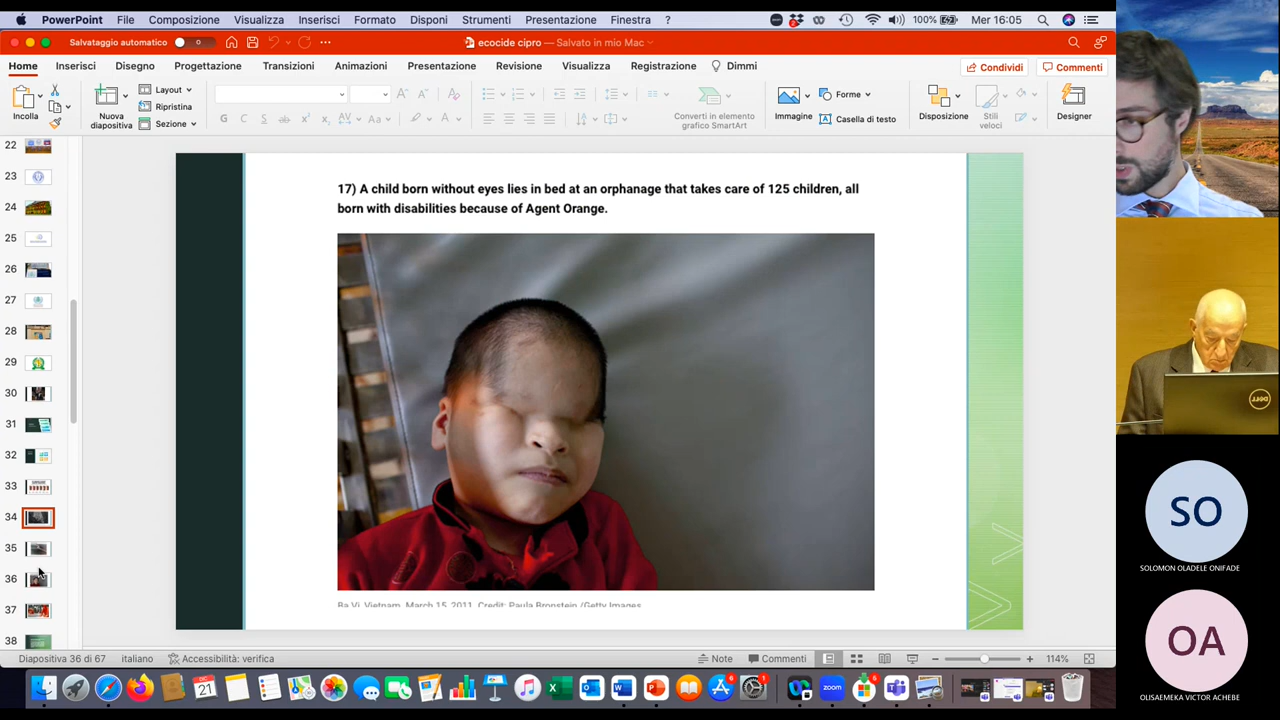 PowerPoint File Composizione Visualizza Inserisci Formato Disponi Strumenti Presentazione Finestra ? 100% Mer 16:05
Salvataggio automatico ecocide cipro — Salvato in mio Mac
Home Inserisci Disegno Progettazione Transizioni Animazioni Presentazione Revisione Visualizza Registrazione Dimmi Condividi Commenti
Incolla
Nuova
diapositiva
Layout
Ripristina
Sezione
Converti in elemento
grafico SmartArt
Immagine
Forme
Casella di testo
Disposizione
Stili
veloci
Designer
22
23
24
25
26
27
28
29
30
31
32
33
34
35
36
37
38
17) A child born without eyes lies in bed at an orphanage that takes care of 125 children, all
born with disabilities because of Agent Orange.
Ba Vi, Vietnam, March 15, 2011. Credit: Paula Bronstein /Getty Images
Diapositiva 36 di 67 italiano Accessibilità: verifica Note Commenti 114%
DELL
SO
SOLOMON OLADELE ONIFADE
OA
OLISAEMEKA VICTOR ACHEBE
DIC
21
zoom